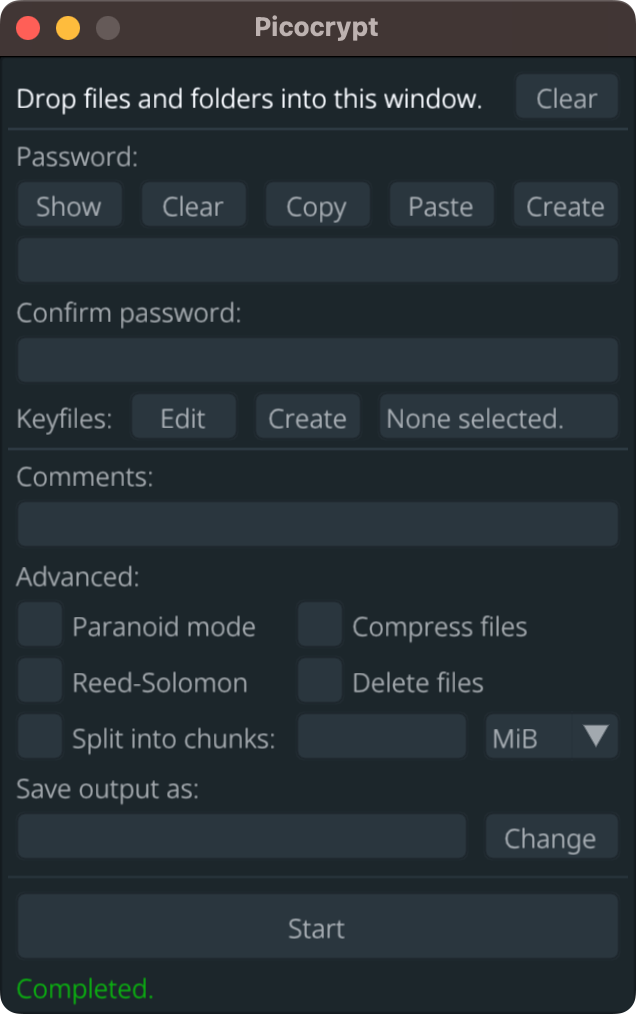 Picocrypt
Drop files and folders into this window. Clear
Password:
Show Clear Copy Paste Create
Confirm password:
Keyfiles: Edit Create None selected.
Comments:
Advanced:
Paranoid mode Compress files
Reed-Solomon Delete files
Split into chunks: MiB
Save output as:
Change
Start
Completed.